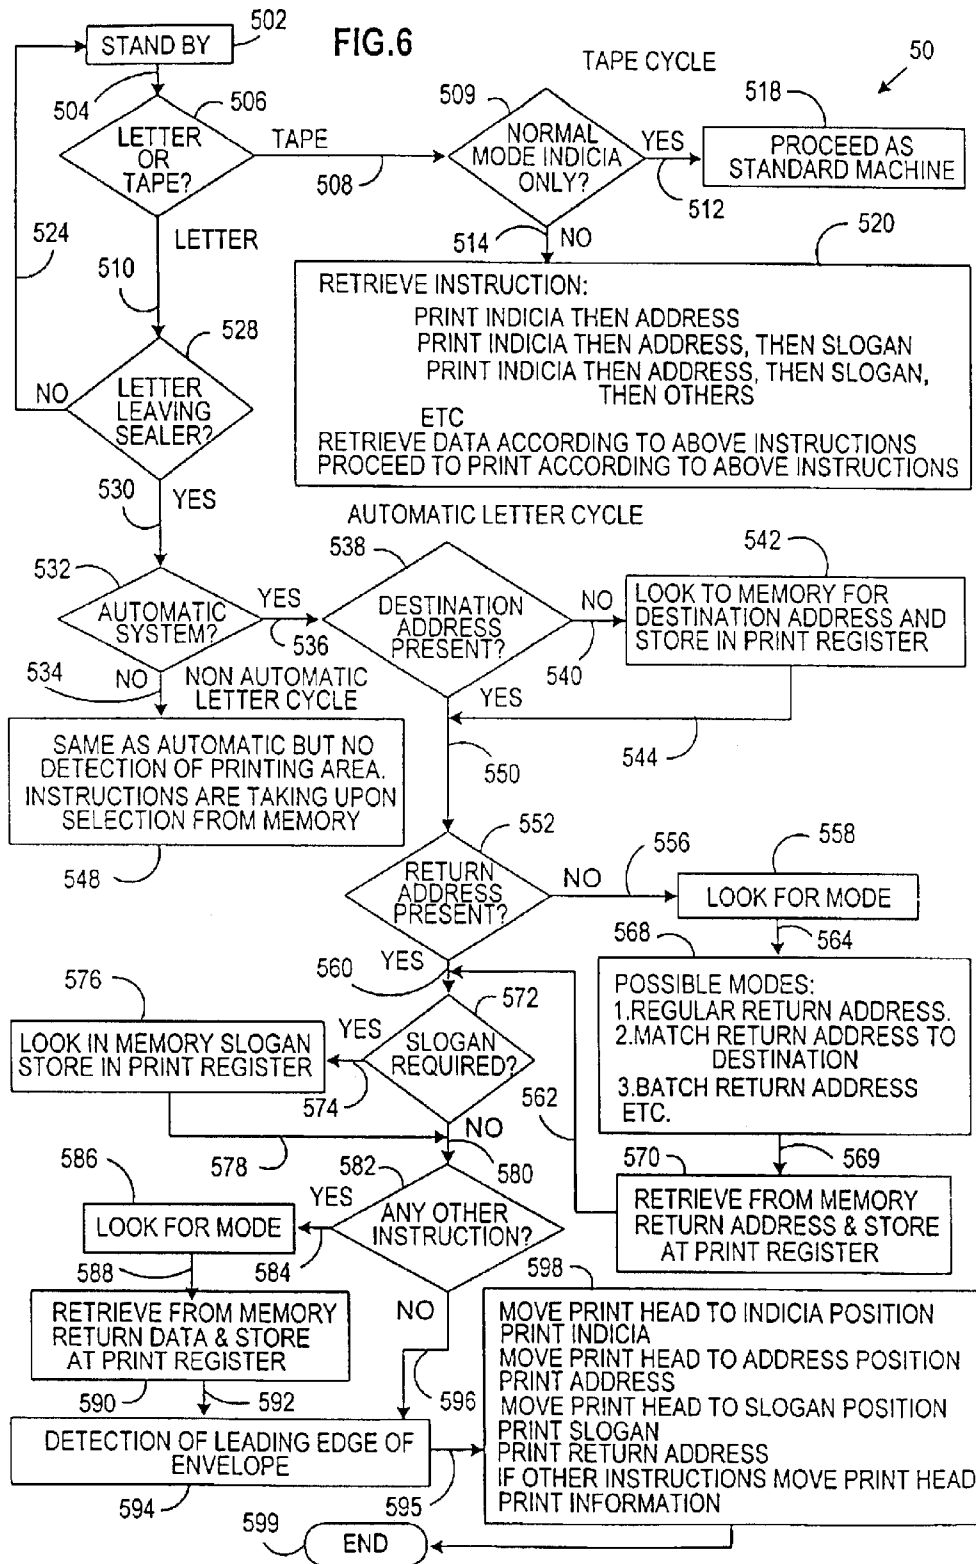 FIG.6
502
STAND BY
TAPE CYCLE
50
504
506
509
518
LETTER
OR
TAPE?
TAPE
508
NORMAL
MODE INDICIA
ONLY?
YES
512
PROCEED AS
STANDARD MACHINE
524
LETTER
510
514
NO
520
RETRIEVE INSTRUCTION:
PRINT INDICIA THEN ADDRESS
PRINT INDICIA THEN ADDRESS, THEN SLOGAN
PRINT INDICIA THEN ADDRESS, THEN SLOGAN,
THEN OTHERS
ETC
RETRIEVE DATA ACCORDING TO ABOVE INSTRUCTIONS
PROCEED TO PRINT ACCORDING TO ABOVE INSTRUCTIONS
528
NO
LETTER
LEAVING
SEALER?
530
YES
AUTOMATIC LETTER CYCLE
532
538
542
AUTOMATIC
SYSTEM?
YES
536
DESTINATION
ADDRESS
PRESENT?
NO
540
LOOK TO MEMORY FOR
DESTINATION ADDRESS AND
STORE IN PRINT REGISTER
534
NO
NON AUTOMATIC
LETTER CYCLE
YES
544
550
SAME AS AUTOMATIC BUT NO
DETECTION OF PRINTING AREA.
INSTRUCTIONS ARE TAKING UPON
SELECTION FROM MEMORY
548
552
556
558
RETURN
ADDRESS
PRESENT?
NO
LOOK FOR MODE
564
568
YES
560
POSSIBLE MODES:
1.REGULAR RETURN ADDRESS.
2.MATCH RETURN ADDRESS TO
DESTINATION
3.BATCH RETURN ADDRESS
ETC.
576
572
LOOK IN MEMORY SLOGAN
STORE IN PRINT REGISTER
YES
574
SLOGAN
REQUIRED?
562
NO
578
580
569
570
RETRIEVE FROM MEMORY
RETURN ADDRESS & STORE
AT PRINT REGISTER
586
582
YES
LOOK FOR MODE
584
ANY OTHER
INSTRUCTION?
588
NO
598
RETRIEVE FROM MEMORY
RETURN DATA & STORE
AT PRINT REGISTER
590
592
596
MOVE PRINT HEAD TO INDICIA POSITION
PRINT INDICIA
MOVE PRINT HEAD TO ADDRESS POSITION
PRINT ADDRESS
MOVE PRINT HEAD TO SLOGAN POSITION
PRINT SLOGAN
PRINT RETURN ADDRESS
IF OTHER INSTRUCTIONS MOVE PRINT HEAD
PRINT INFORMATION
DETECTION OF LEADING EDGE OF
ENVELOPE
594
595
599
END